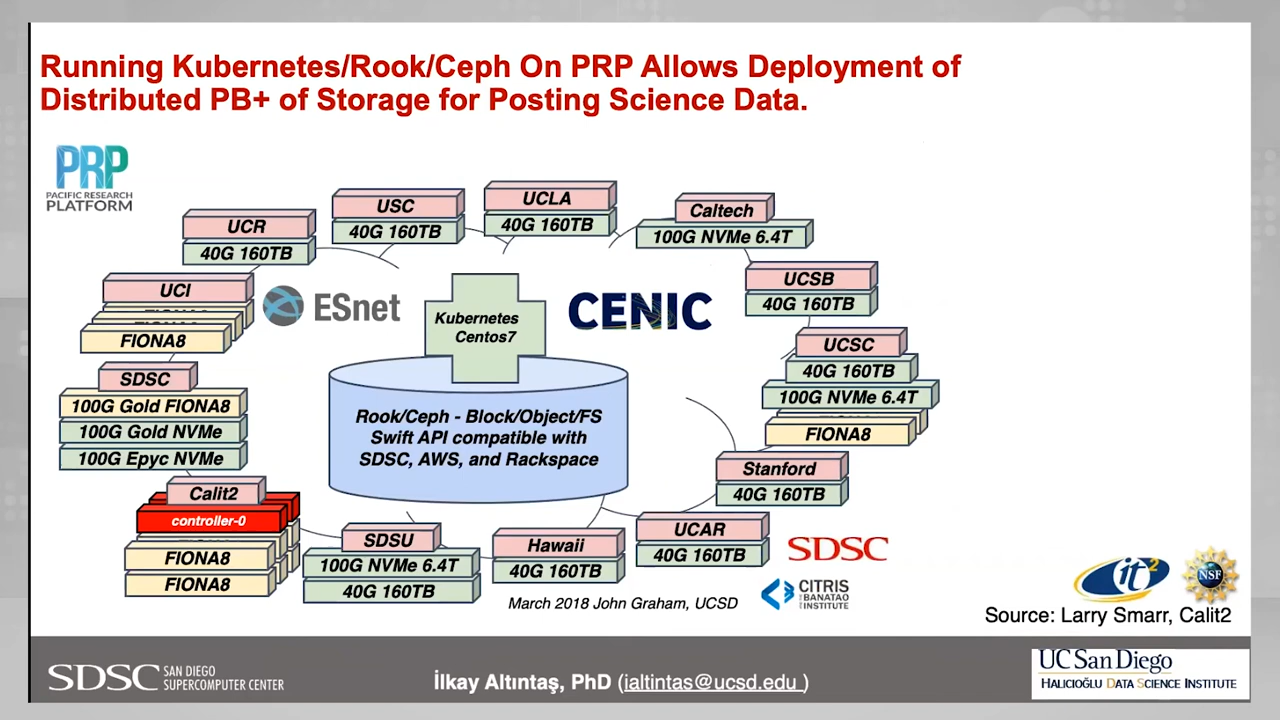 Running Kubernetes/Rook/Ceph On PRP Allows Deployment of
Distributed PB+ of Storage for Posting Science Data.
PRP
PACIFIC RESEARCH
PLATFORM
UCR
40G 160TB
USC
40G 160TB
UCLA
40G 160TB
Caltech
100G NVMe 6.4T
UCI
FIONA8
ESnet
Kubernetes
Centos7
CENIC
UCSB
40G 160TB
UCSC
40G 160TB
100G NVMe 6.4T
FIONA8
SDSC
100G Gold FIONA8
100G Gold NVMe
100G Epyc NVMe
Rook/Ceph - Block/Object/FS
Swift API compatible with
SDSC, AWS, and Rackspace
Stanford
40G 160TB
Calit2
controller-0
FIONA8
FIONA8
SDSU
100G NVMe 6.4T
40G 160TB
Hawaii
40G 160TB
UCAR
40G 160TB
SDSC
CITRIS
AND THE
BANATAO
INSTITUTE
March 2018 John Graham, UCSD
it2
NSF
Source: Larry Smarr, Calit2
SDSC SAN DIEGO
SUPERCOMPUTER CENTER
İlkay Altıntaş, PhD (ialtintas@ucsd.edu )
UC San Diego
HALICIOĞLU DATA SCIENCE INSTITUTE